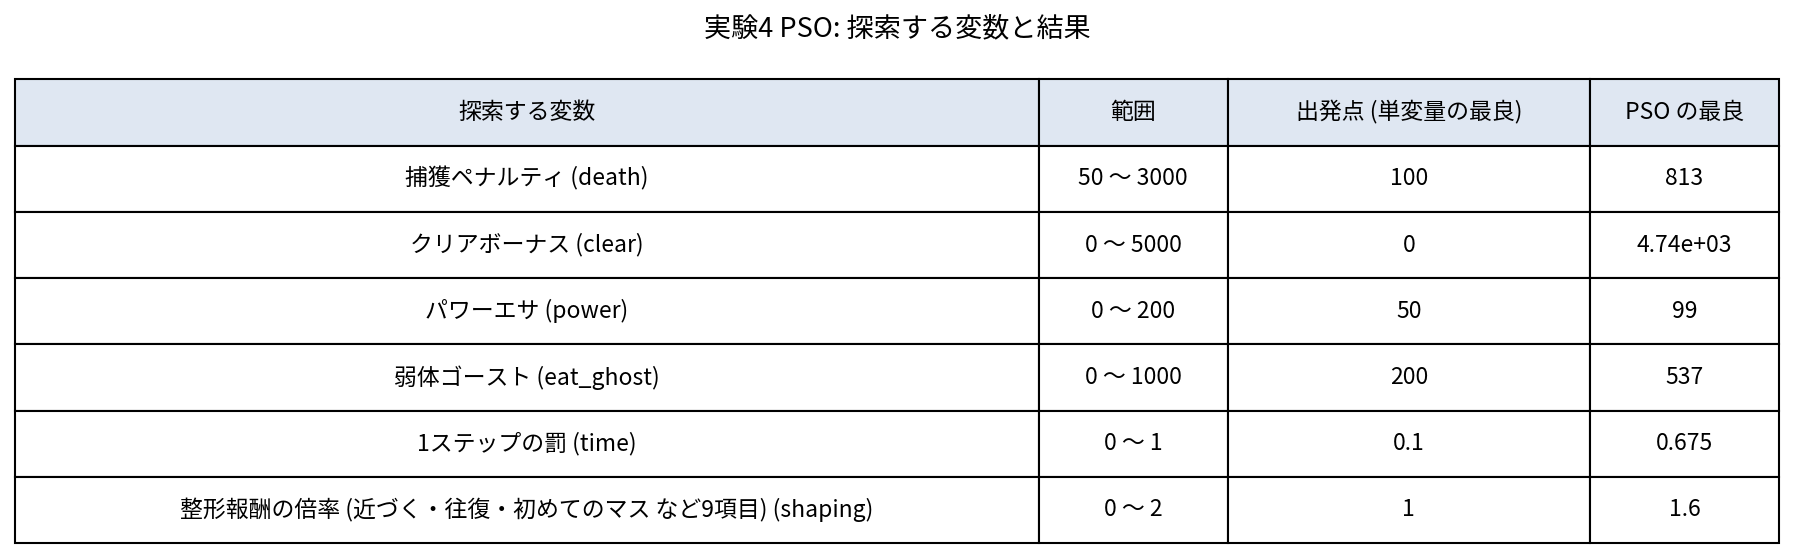 実験4 PSO: 探索する変数と結果
探索する変数 範囲 出発点 (単変量の最良) PSO の最良
捕獲ペナルティ (death) 50 ～ 3000 100 813
クリアボーナス (clear) 0 ～ 5000 0 4.74e+03
パワーエサ (power) 0 ～ 200 50 99
弱体ゴースト (eat_ghost) 0 ～ 1000 200 537
1ステップの罰 (time) 0 ～ 1 0.1 0.675
整形報酬の倍率 (近づく・往復・初めてのマス など9項目) (shaping) 0 ～ 2 1 1.6